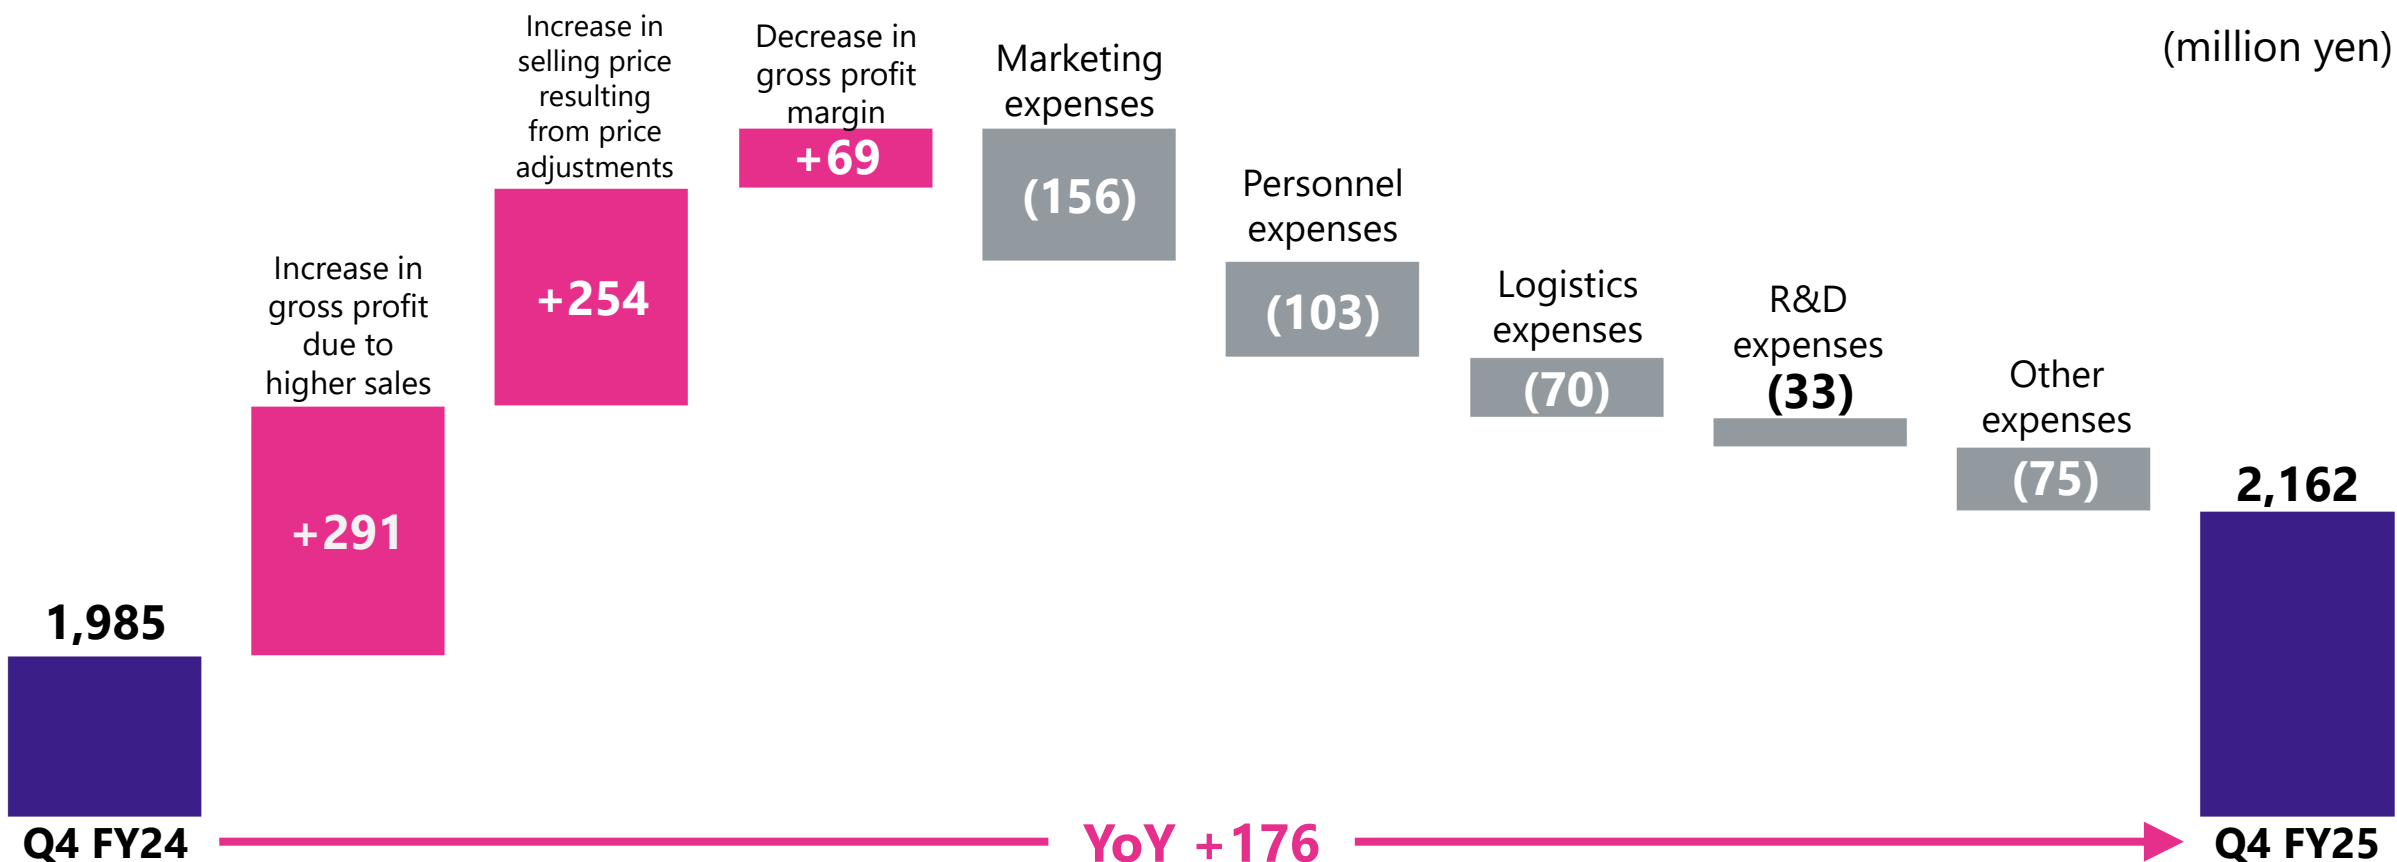 (million yen)
1,985
Q4 FY24
Increase in
gross profit
due to
higher sales
+291
Increase in
selling price
resulting
from price
adjustments
+254
Decrease in
gross profit
margin
+69
Marketing
expenses
(156)
Personnel
expenses
(103)
Logistics
expenses
(70)
R&D
expenses
(33)
Other
expenses
(75)
2,162
Q4 FY25
YoY +176